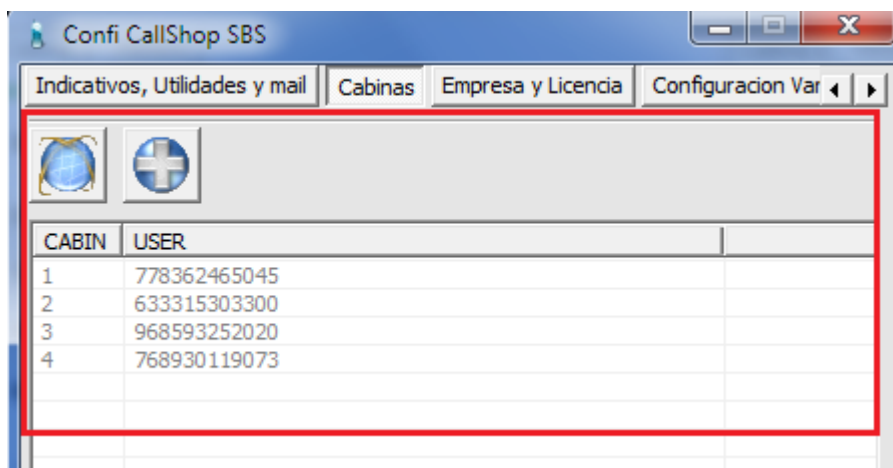 Confi CallShop SBS
Indicativos, Utilidades y mail Cabinas Empresa y Licencia Configuracion Var
CABIN USER
1 778362465045
2 633315303300
3 968593252020
4 768930119073